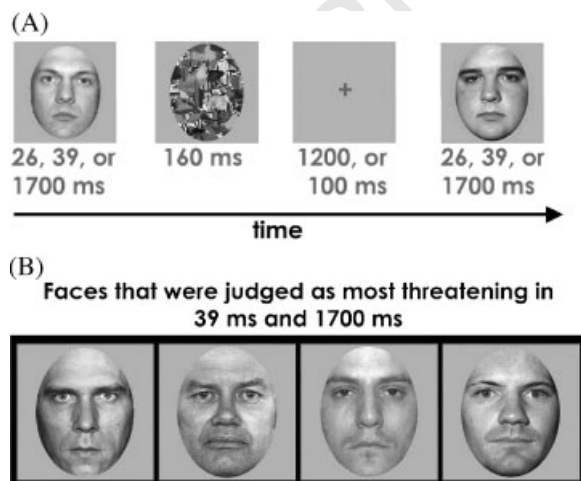 (A)
26, 39, or 160 ms 1200, or 26, 39, or
1700 ms 100 ms 1700 ms
time
(B)
Faces that were judged as most threatening in
39 ms and 1700 ms